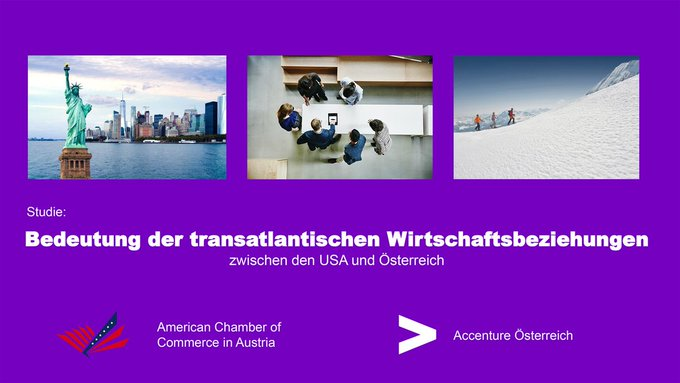 Studie:
Bedeutung der transatlantischen Wirtschaftsbeziehungen
zwischen den USA und Österreich
American Chamber of
Commerce in Austria
Accenture Österreich